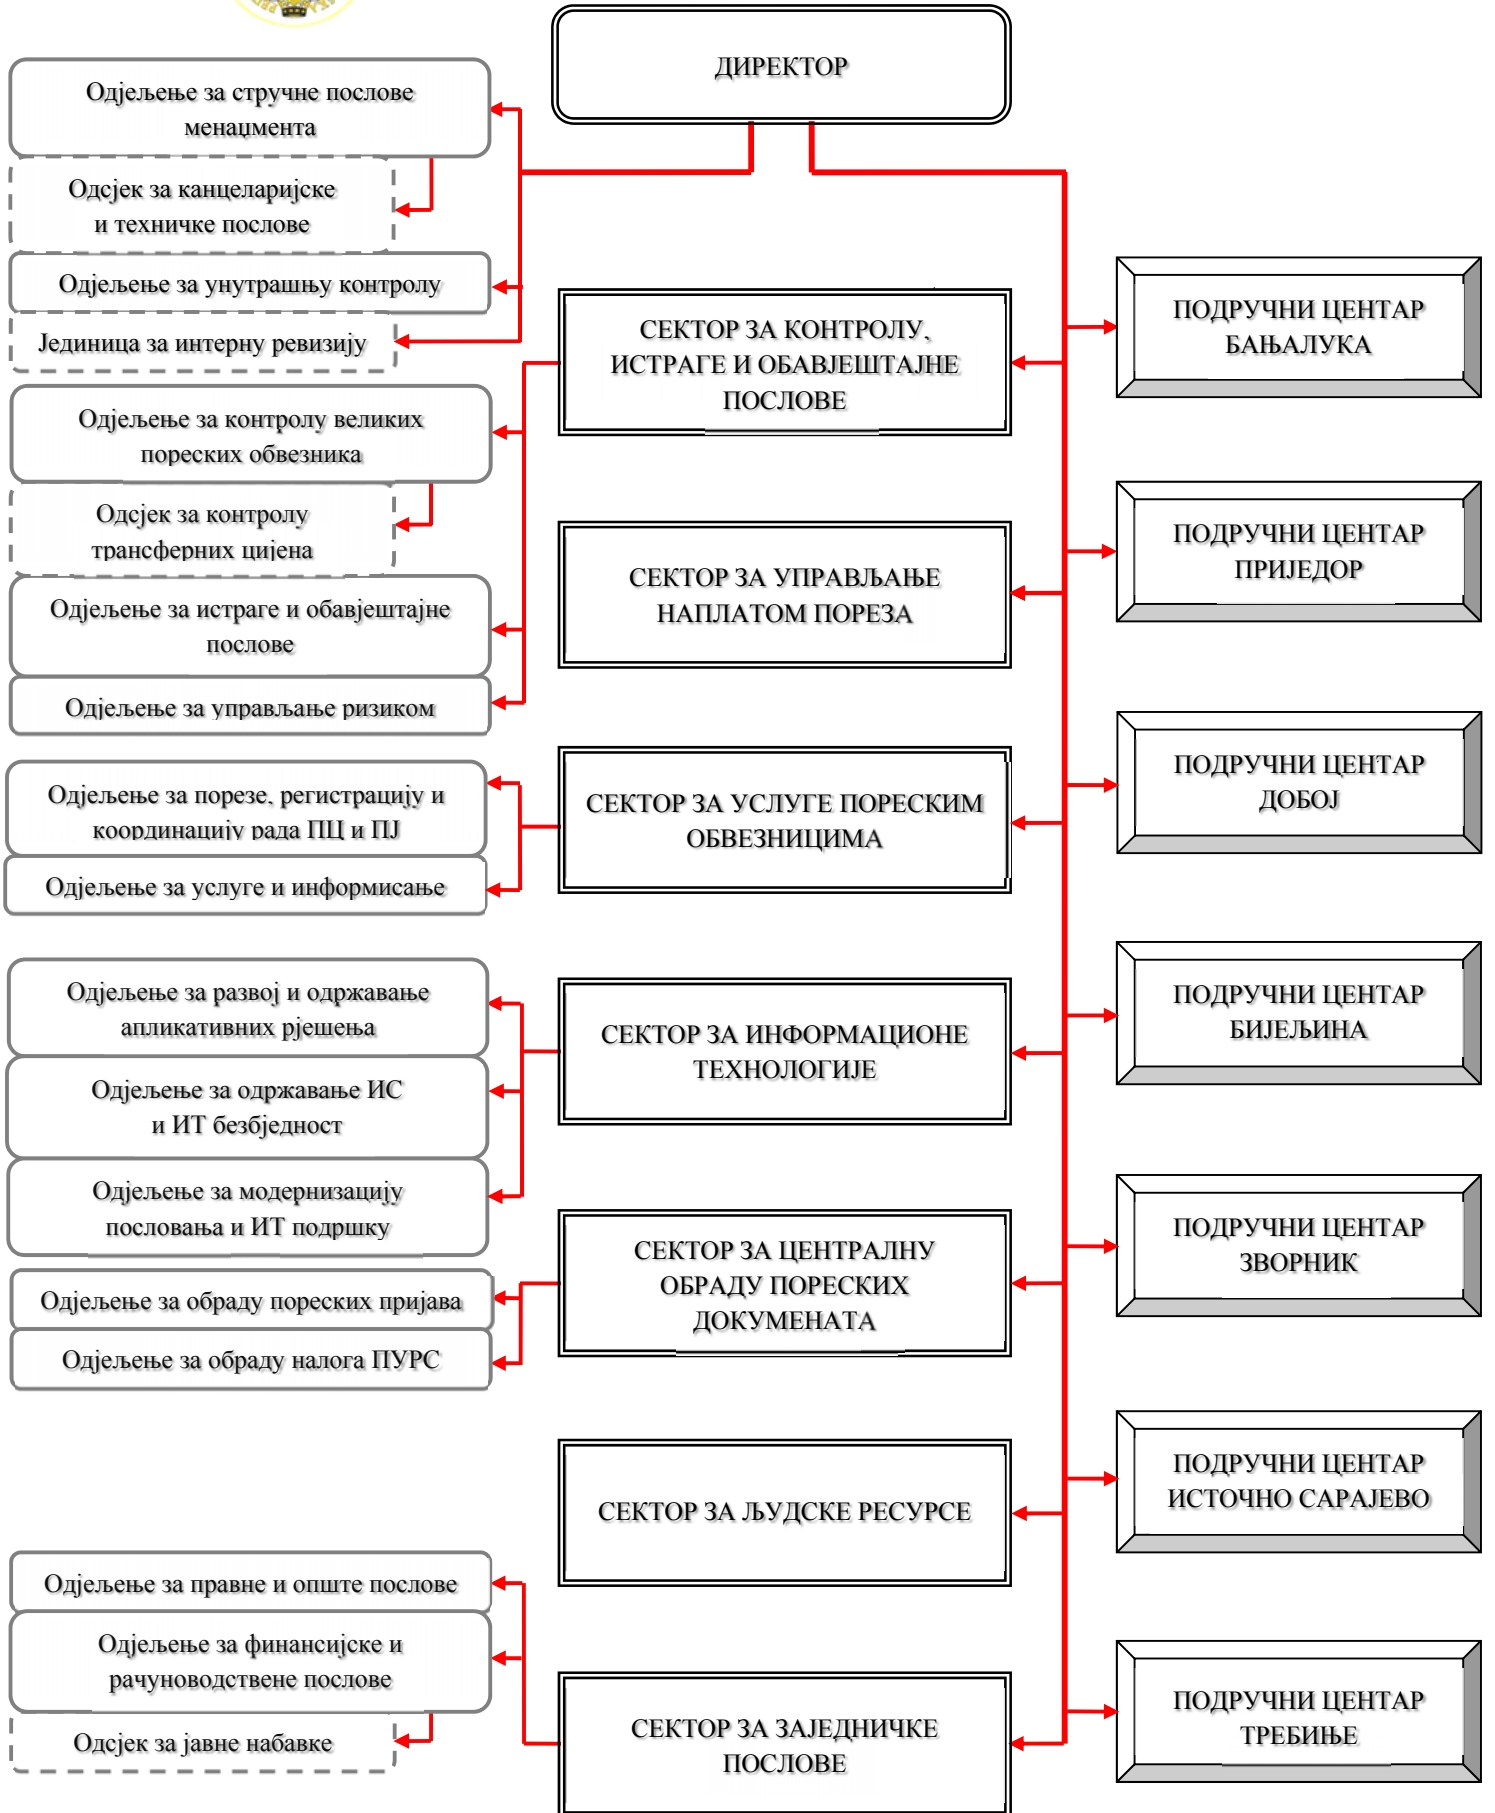 ДИРЕКТОР
Одјељење за стручне послове
менаџмента
Одсјек за канцеларијске
и техничке послове
Одјељење за унутрашњу контролу
Јединица за интерну ревизију
Одјељење за контролу великих
пореских обвезника
Одсјек за контролу
трансферних цијена
Одјељење за истраге и обавјештајне
послове
Одјељење за управљање ризиком
Одјељење за порезе, регистрацију и
координацију рада ПЦ и ПЈ
Одјељење за услуге и информисање
Одјељење за развој и одржавање
апликативних рјешења
Одјељење за одржавање ИС
и ИТ безбједност
Одјељење за модернизацију
пословања и ИТ подршку
Одјељење за обраду пореских пријава
Одјељење за обраду налога ПУРС
Одјељење за правне и опште послове
Одјељење за финансијске и
рачуноводствене послове
Одсјек за јавне набавке
СЕКТОР ЗА КОНТРОЛУ,
ИСТРАГЕ И ОБАВЈЕШТАЈНЕ
ПОСЛОВЕ
СЕКТОР ЗА УПРАВЉАЊЕ
НАПЛАТОМ ПОРЕЗА
СЕКТОР ЗА УСЛУГЕ ПОРЕСКИМ
ОБВЕЗНИЦИМА
СЕКТОР ЗА ИНФОРМАЦИОНЕ
ТЕХНОЛОГИЈЕ
СЕКТОР ЗА ЦЕНТРАЛНУ
ОБРАДУ ПОРЕСКИХ
ДОКУМЕНАТА
СЕКТОР ЗА ЉУДСКЕ РЕСУРСЕ
СЕКТОР ЗА ЗАЈЕДНИЧКЕ
ПОСЛОВЕ
ПОДРУЧНИ ЦЕНТАР
БАЊАЛУКА
ПОДРУЧНИ ЦЕНТАР
ПРИЈЕДОР
ПОДРУЧНИ ЦЕНТАР
ДОБОЈ
ПОДРУЧНИ ЦЕНТАР
БИЈЕЉИНА
ПОДРУЧНИ ЦЕНТАР
ЗВОРНИК
ПОДРУЧНИ ЦЕНТАР
ИСТОЧНО САРАЈЕВО
ПОДРУЧНИ ЦЕНТАР
ТРЕБИЊЕ